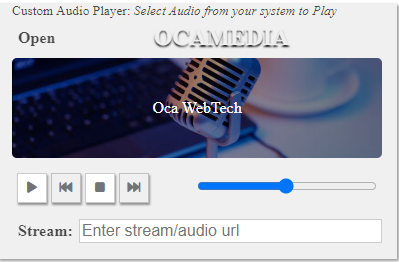 Custom Audio Player: Select Audio from your system to Play
Open OCAMEDIA
Oca WebTech
Stream: Enter stream/audio url